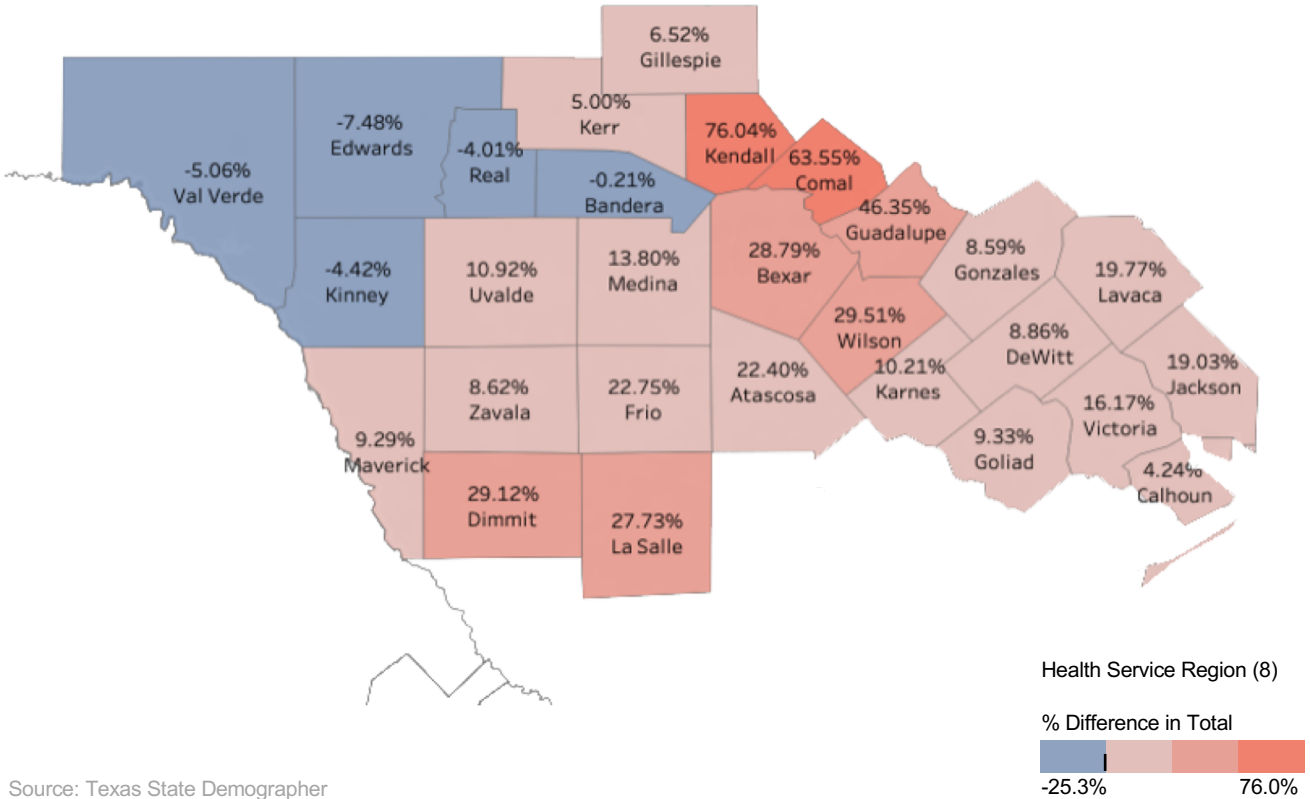 6.52%
Gillespie
5.00%
Kerr
-7.48%
Edwards
-4.01%
Real
-5.06%
Val Verde
-0.21%
Bandera
76.04%
Kendall
63.55%
Comal
46.35%
Guadalupe
-4.42%
Kinney
10.92%
Uvalde
13.80%
Medina
28.79%
Bexar
8.59%
Gonzales
19.77%
Lavaca
29.51%
Wilson
8.86%
DeWitt
19.03%
Jackson
8.62%
Zavala
22.75%
Frio
22.40%
Atascosa
10.21%
Karnes
16.17%
Victoria
9.29%
Maverick
9.33%
Goliad
4.24%
Calhoun
29.12%
Dimmit
27.73%
La Salle
Health Service Region (8)
% Difference in Total
-25.3%
76.0%
Source: Texas State Demographer